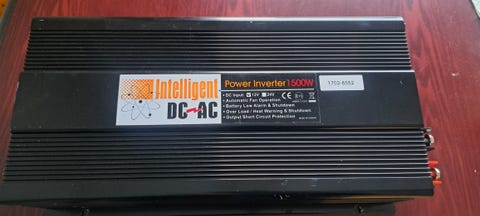 Intelligent
DC AC
Power Inverter 1500W
• DC Input: ☑ 12V ☐ 24V
• Automatic Fan Operation
• Battery Low Alarm & Shutdown
• Over Load / Heat Warning & Shutdown
• Output Short Circuit Protection
1703-6552